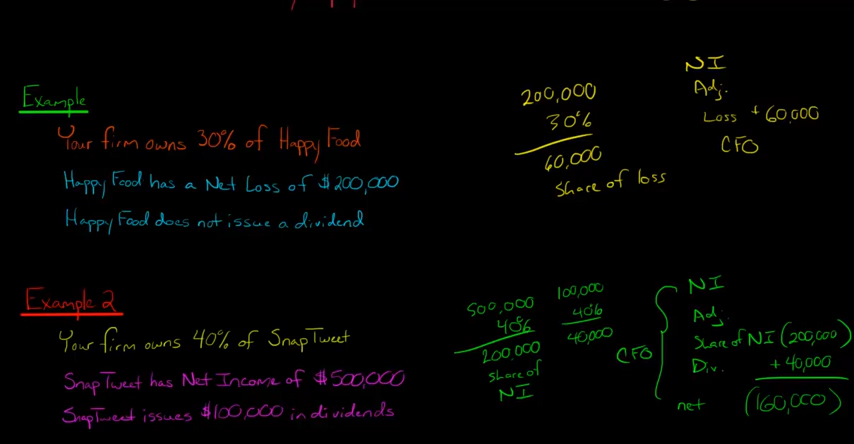 Example
Your firm owns 30% of Happy Food
Happy Food has a Net Loss of $200,000
Happy Food does not issue a dividend
200,000
30%
60,000
Share of loss
NI
Adj.
Loss +60,000
CFO
Example 2
Your firm owns 40% of SnapTweet
SnapTweet has Net Income of $500,000
SnapTweet issues $100,000 in dividends
500,000
40%
200,000
share of
NI
100,000
40%
40,000
CFO
NI
Adj.
Share of NI (200,000)
Div. +40,000
net (160,000)